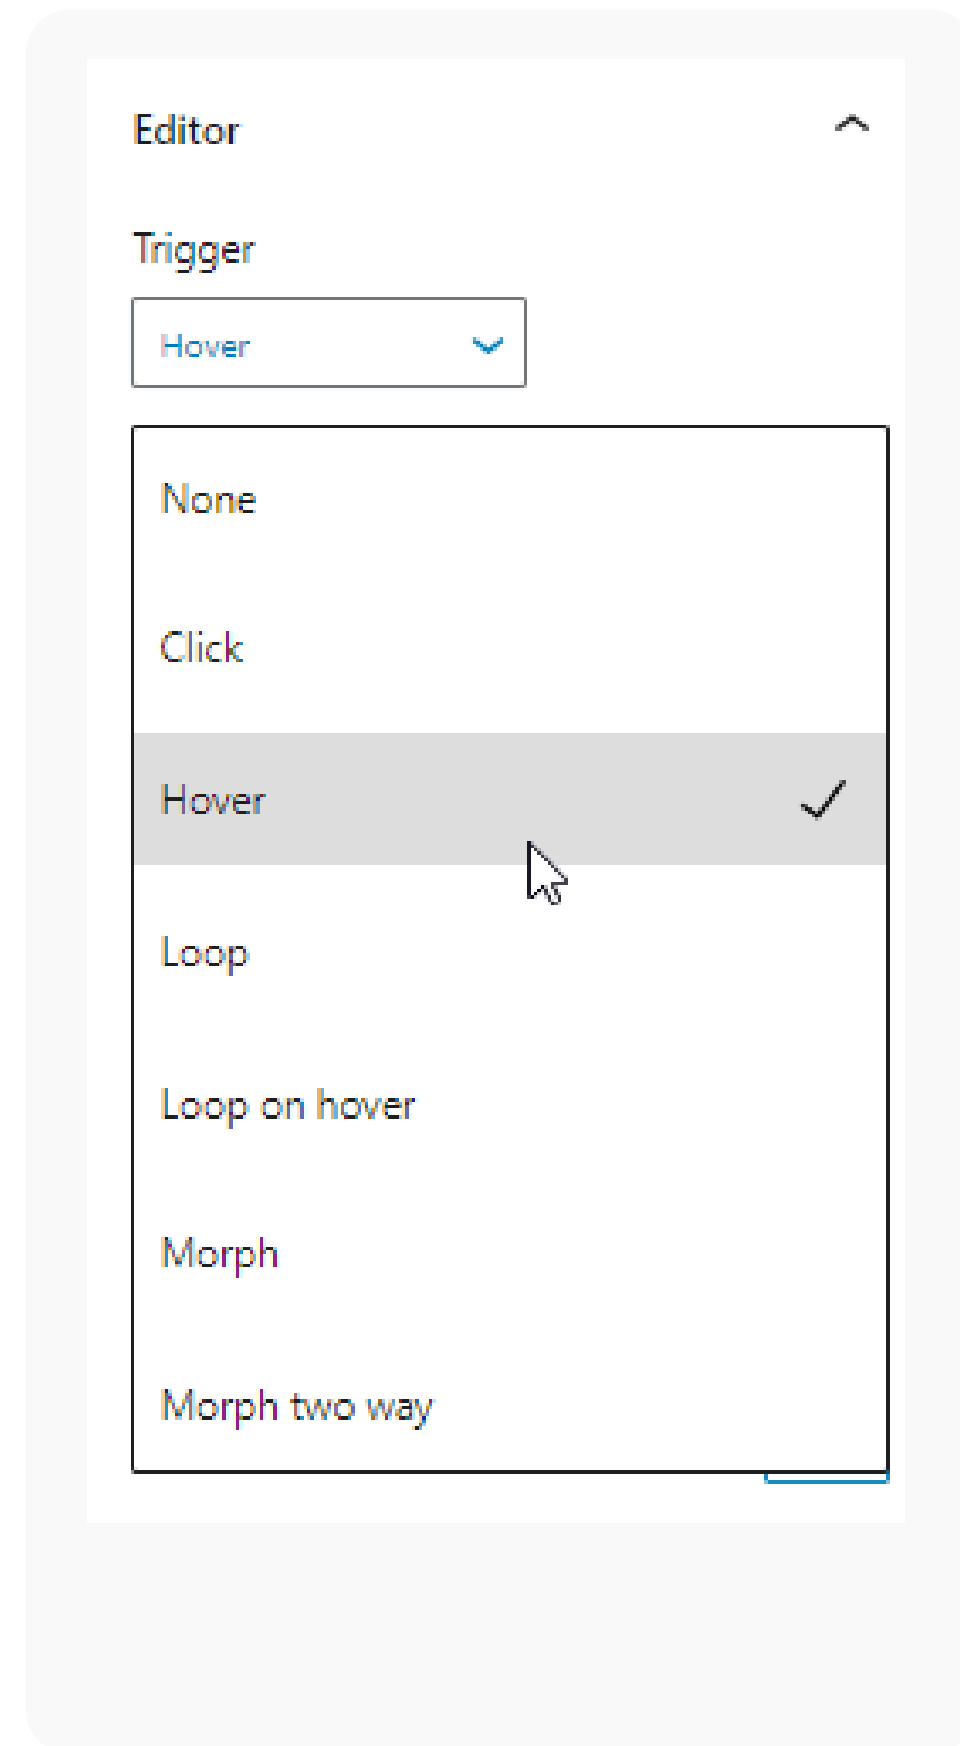 Editor
Trigger
Hover
None
Click
Hover
Loop
Loop on hover
Morph
Morph two way